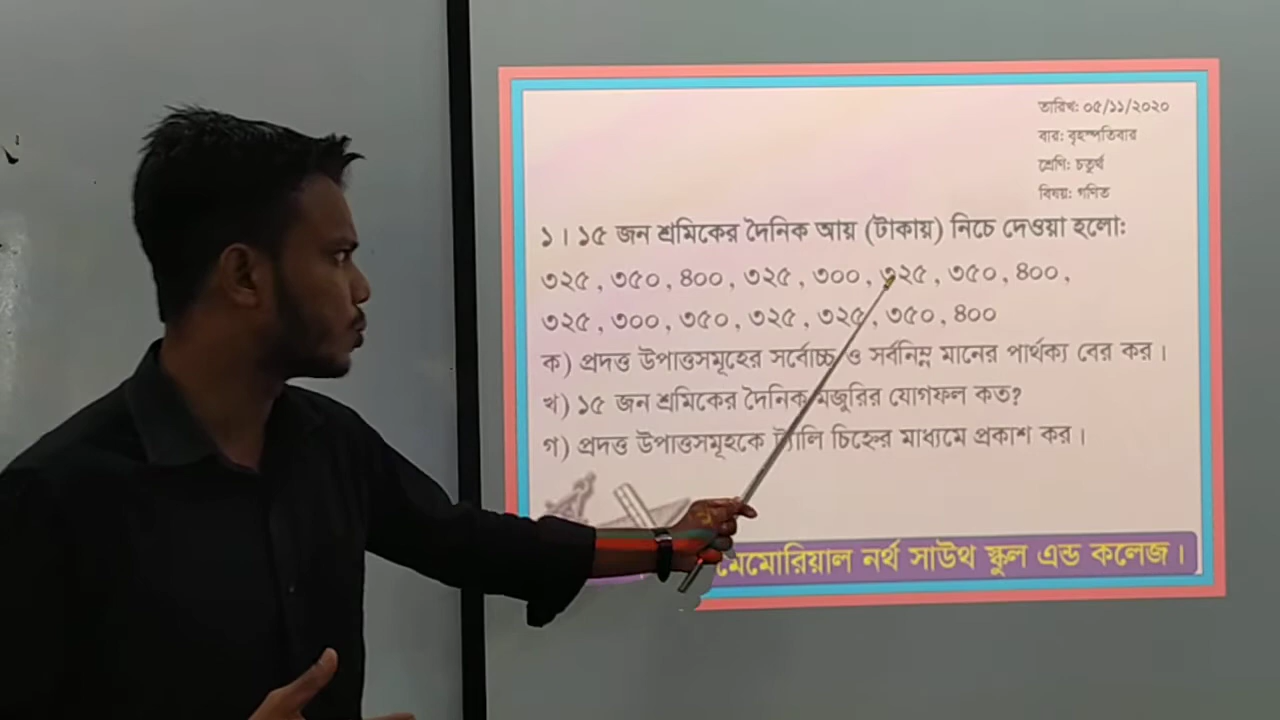 তারিখ: ০৫/১১/২০২০
বার: বৃহস্পতিবার
শ্রেণি: চতুর্থ
বিষয়: গণিত
১। ১৫ জন শ্রমিকের দৈনিক আয় (টাকায়) নিচে দেওয়া হলো:
৩২৫, ৩৫০, ৪০০, ৩২৫, ৩০০, ৩২৫, ৩৫০, ৪০০,
৩২৫, ৩০০, ৩৫০, ৩২৫, ৩২৫, ৩৫০, ৪০০
ক) প্রদত্ত উপাত্তসমূহের সর্বোচ্চ ও সর্বনিম্ন মানের পার্থক্য বের কর।
খ) ১৫ জন শ্রমিকের দৈনিক মজুরির যোগফল কত?
গ) প্রদত্ত উপাত্তসমূহকে ট্যালি চিহ্নের মাধ্যমে প্রকাশ কর।
মেমোরিয়াল নর্থ সাউথ স্কুল এন্ড কলেজ।